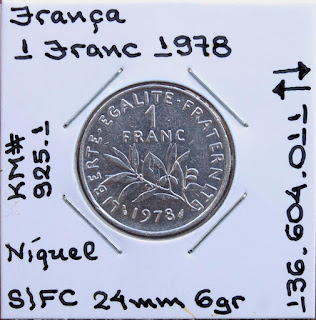 França
1 Franc 1978
KM#
925.1
LIBERTE·EGALITE·FRATERNITE
1
FRANC
1978
136.604.011
Níquel
S/FC 24mm 6gr